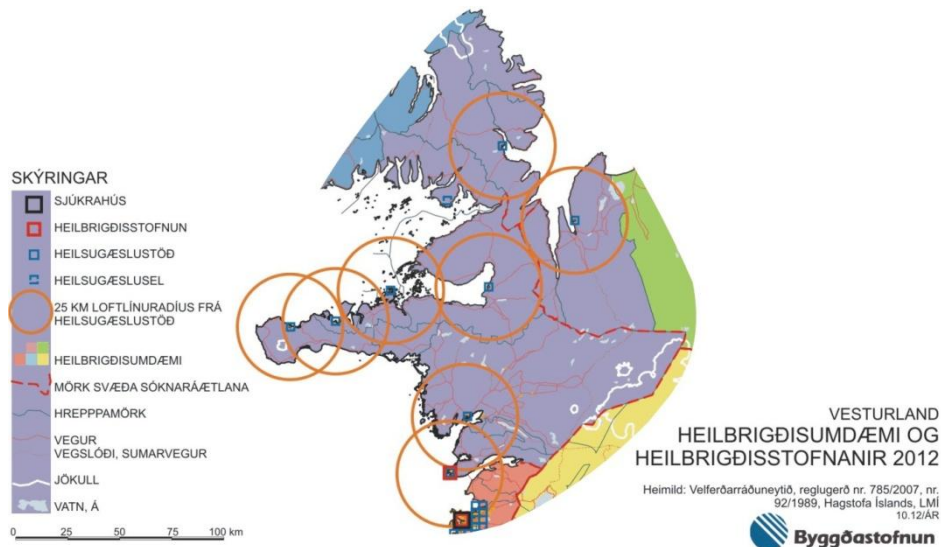 SKÝRINGAR
SJÚKRAHÚS
HEILBRIGÐISSTOFNUN
HEILSUGÆSLUSTÖÐ
HEILSUGÆSLUSEL
25 KM LOFTLÍNURADÍUS FRÁ
HEILSUGÆSLUSTÖÐ
HEILBRIGÐISUMDÆMI
MÖRK SVÆÐA SÓKNARÁÆTLANA
HREPPPAMÖRK
VEGUR
VEGSLÓÐI, SUMARVEGUR
JÖKULL
VATN, Á
0 25 50 75 100 km
VESTURLAND
HEILBRIGÐISUMDÆMI OG
HEILBRIGÐISSTOFNANIR 2012
Heimild: Velferðarráðuneytið, reglugerð nr. 785/2007, nr.
92/1989, Hagstofa Íslands, LMÍ
10.12/ÁR
Byggðastofnun